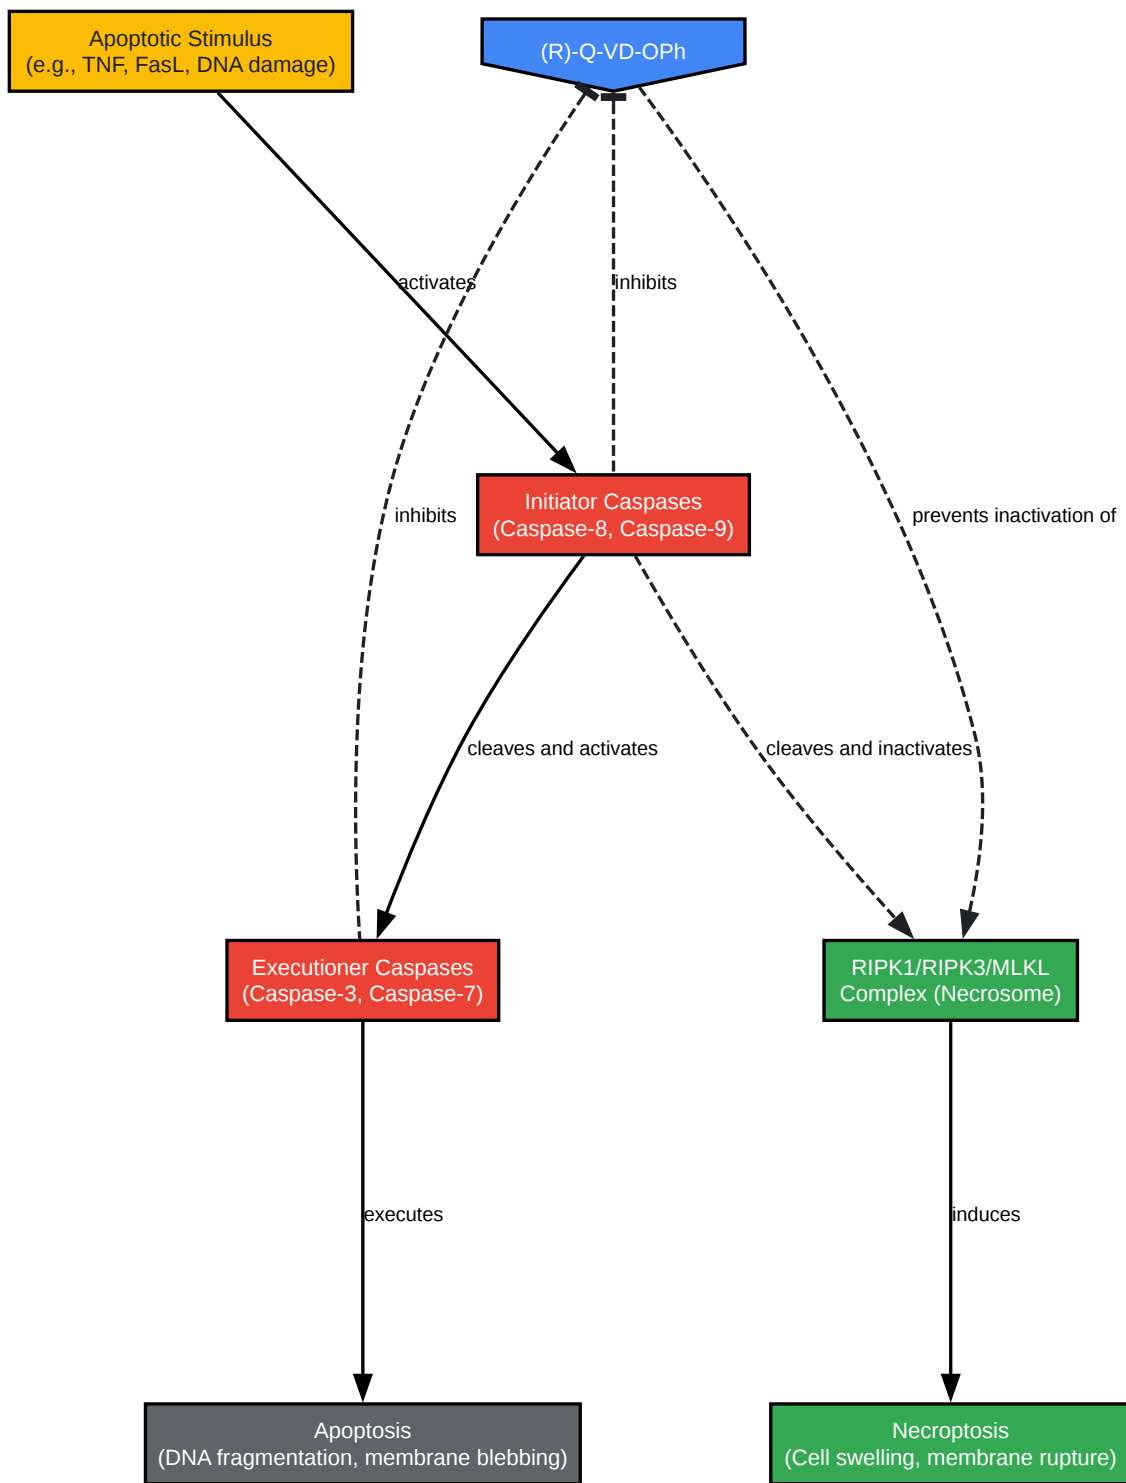 Apoptotic Stimulus
(e.g., TNF, FasL, DNA damage)
(R)-Q-VD-OPh
activates
inhibits
inhibits
Initiator Caspases
(Caspase-8, Caspase-9)
prevents inactivation of
cleaves and activates
cleaves and inactivates
Executioner Caspases
(Caspase-3, Caspase-7)
RIPK1/RIPK3/MLKL
Complex (Necrosome)
executes
induces
Apoptosis
(DNA fragmentation, membrane blebbing)
Necroptosis
(Cell swelling, membrane rupture)